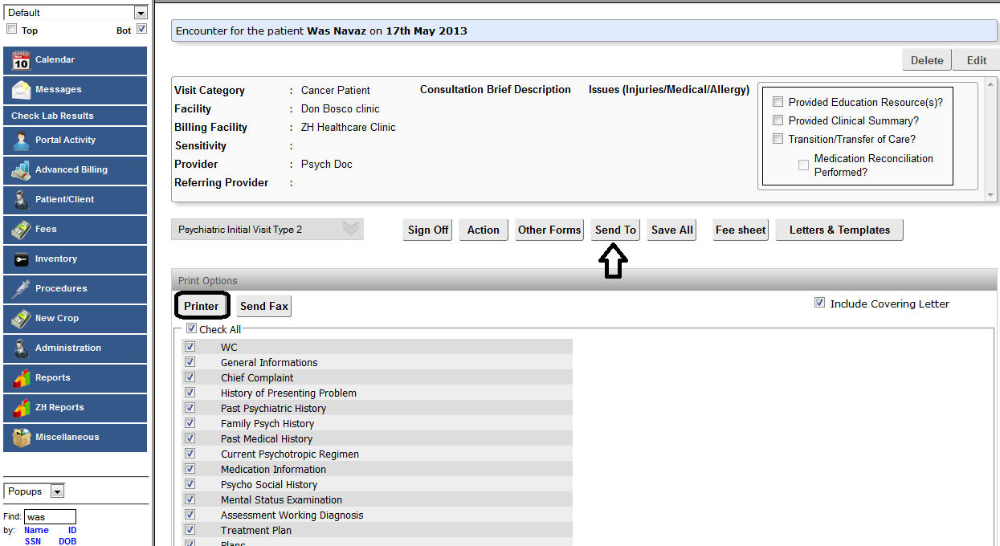 Default
Top Bot
Calendar
Messages
Check Lab Results
Portal Activity
Advanced Billing
Patient/Client
Fees
Inventory
Procedures
New Crop
Administration
Reports
ZH Reports
Miscellaneous
Popups
Find: was
by: Name ID
SSN DOB
Encounter for the patient Was Navaz on 17th May 2013
Delete Edit
Visit Category : Cancer Patient
Facility : Don Bosco clinic
Billing Facility : ZH Healthcare Clinic
Sensitivity :
Provider : Psych Doc
Referring Provider :
Consultation Brief Description
Issues (Injuries/Medical/Allergy)
Provided Education Resource(s)?
Provided Clinical Summary?
Transition/Transfer of Care?
Medication Reconciliation
Performed?
Psychiatric Initial Visit Type 2
Sign Off Action Other Forms Send To Save All Fee sheet Letters & Templates
Print Options
Printer Send Fax Include Covering Letter
Check All
WC
General Informations
Chief Complaint
History of Presenting Problem
Past Psychiatric History
Family Psych History
Past Medical History
Current Psychotropic Regimen
Medication Information
Psycho Social History
Mental Status Examination
Assessment Working Diagnosis
Treatment Plan
Plans